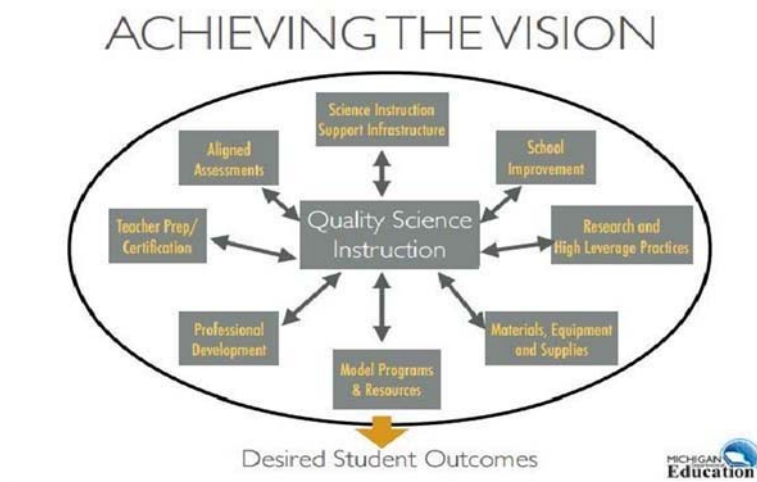 ACHIEVING THE VISION
Science Instruction
Support Infrastructure
Aligned
Assessments
School
Improvement
Teacher Prep/
Certification
Quality Science
Instruction
Research and
High Leverage Practices
Professional
Development
Materials, Equipment
and Supplies
Model Programs
& Resources
Desired Student Outcomes
MICHIGAN
Education